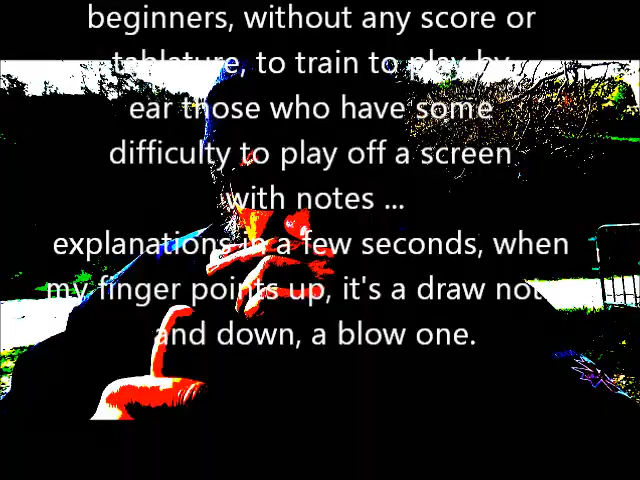 beginners, without any score or
tablature, to train to play by
ear those who have some
difficulty to play off a screen
with notes ...
explanations in a few seconds, when
my finger points up, it's a draw note
and down, a blow one.